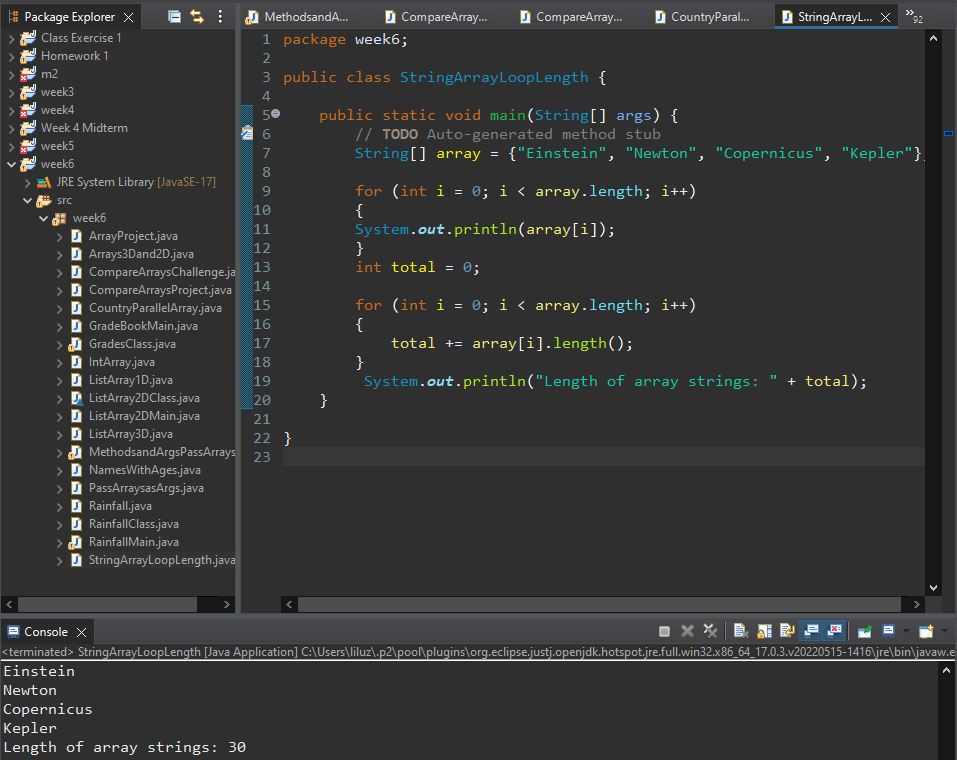 Package Explorer
MethodsandA...
CompareArray...
CompareArray...
CountryParal...
StringArrayL...
92
Class Exercise 1
Homework 1
m2
week3
week4
Week 4 Midterm
week5
week6
JRE System Library [JavaSE-17]
src
week6
ArrayProject.java
Arrays3Dand2D.java
CompareArraysChallenge.ja
CompareArraysProject.java
CountryParallelArray.java
GradeBookMain.java
GradesClass.java
IntArray.java
ListArray1D.java
ListArray2DClass.java
ListArray2DMain.java
ListArray3D.java
MethodsandArgsPassArrays
NamesWithAges.java
PassArraysasArgs.java
Rainfall.java
RainfallClass.java
RainfallMain.java
StringArrayLoopLength.java
1 package week6;
2
3 public class StringArrayLoopLength {
4
5 public static void main(String[] args) {
6 // TODO Auto-generated method stub
7 String[] array = {"Einstein", "Newton", "Copernicus", "Kepler"};
8
9 for (int i = 0; i < array.length; i++)
10 {
11 System.out.println(array[i]);
12 }
13 int total = 0;
14
15 for (int i = 0; i < array.length; i++)
16 {
17 total += array[i].length();
18 }
19 System.out.println("Length of array strings: " + total);
20 }
21
22 }
23
Console
<terminated> StringArrayLoopLength [Java Application] C:\Users\liluz\.p2\pool\plugins\org.eclipse.justj.openjdk.hotspot.jre.full.win32.x86_64_17.0.3.v20220515-1416\jre\bin\javaw.e
Einstein
Newton
Copernicus
Kepler
Length of array strings: 30